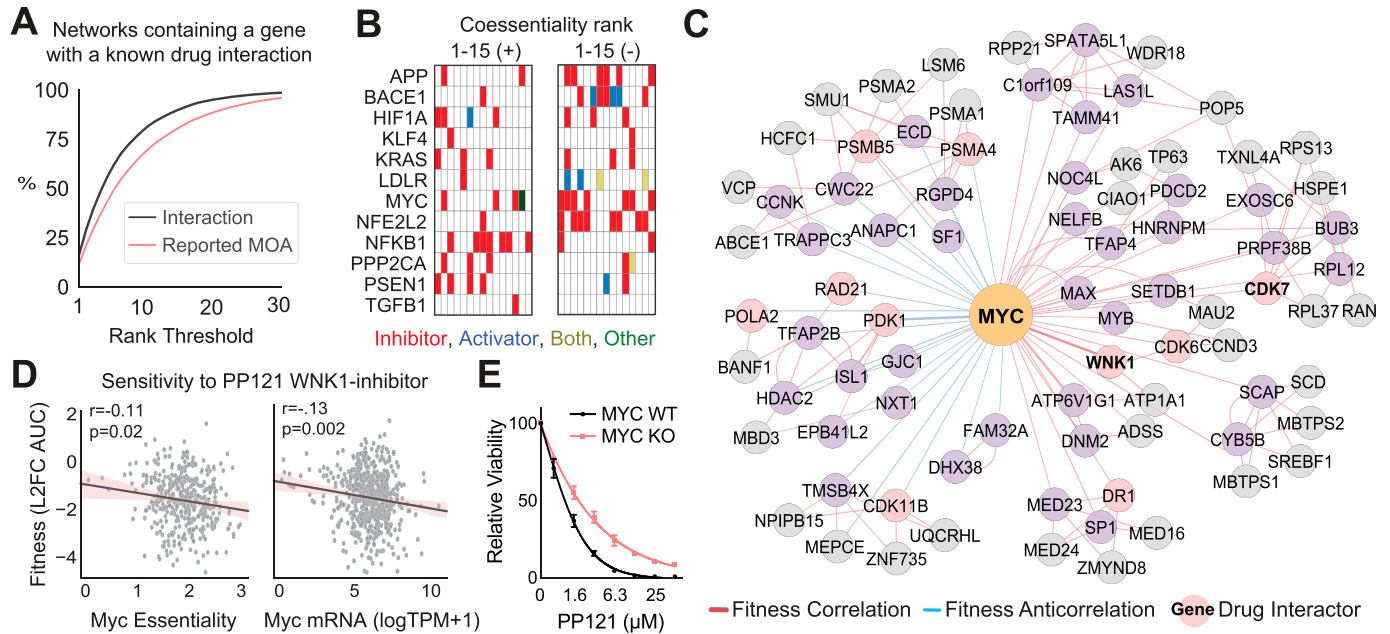 A
Networks containing a gene
with a known drug interaction
100
75
%
50
25
0
Interaction
Reported MOA
1
10
20
30
Rank Threshold
B
Coessentiality rank
1-15 (+)
1-15 (-)
APP
BACE1
HIF1A
KLF4
KRAS
LDLR
MYC
NFE2L2
NFKB1
PPP2CA
PSEN1
TGFB1
Inhibitor, Activator, Both, Other
C
SPATA5L1
RPP21
WDR18
C1orf109
LAS1L
TAMM41
POP5
LSM6
PSMA2
SMU1
PSMA1
ECD
HCFC1
PSMB5
PSMA4
VCP
CWC22
RGPD4
CCNK
ABCE1
TRAPPC3
ANAPC1
SF1
AK6
TP63
NOC4L
CIAO1
PDCD2
NELFB
TFAP4
HNRNPM
TXNL4A
RPS13
HSPE1
EXOSC6
BUB3
PRPF38B
RPL12
CDK7
RPL37
RAN
MAX
SETDB1
MYB
MAU2
MYC
WNK1
CDK6
CCND3
RAD21
POLA2
TFAP2B
PDK1
BANF1
ISL1
GJC1
HDAC2
NXT1
MBD3
EPB41L2
ATP6V1G1
ATP1A1
ADSS
DNM2
SCAP
SCD
MBTPS2
CYB5B
SREBF1
MBTPS1
FAM32A
DHX38
TMSB4X
CDK11B
NPIPB15
MEPCE
ZNF735
UQCRHL
MED23
DR1
SP1
MED16
MED24
ZMYND8
Fitness Correlation
Fitness Anticorrelation
Gene
Drug Interactor
D
Sensitivity to PP121 WNK1-inhibitor
Fitness (L2FC AUC)
2
0
−2
−4
r=-0.11
p=0.02
0
1
2
3
Myc Essentiality
r=-.13
p=0.002
0
5
10
Myc mRNA (logTPM+1)
E
Relative Viability
100
50
0
MYC WT
MYC KO
0
1.6
6.3
25
PP121 (µM)